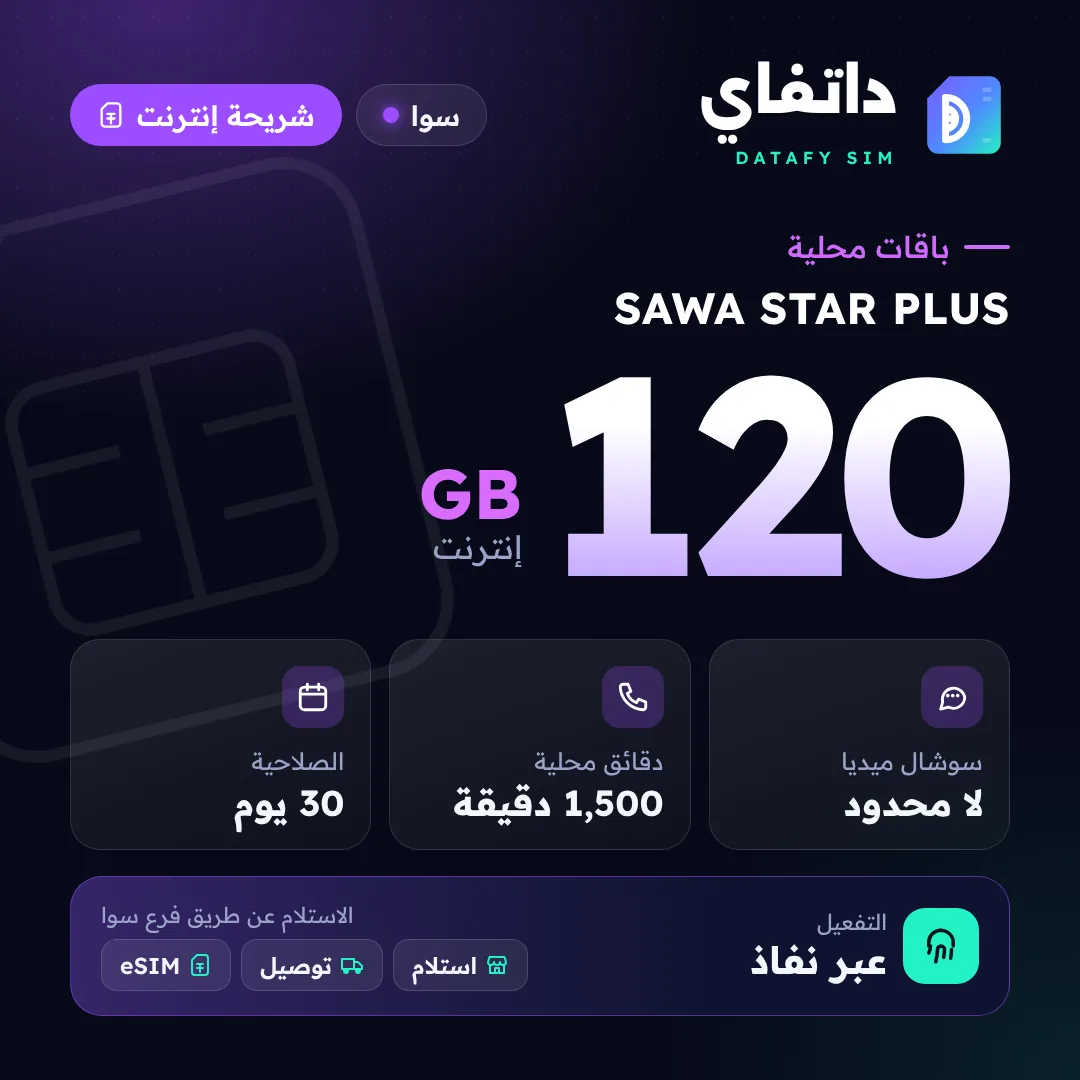 داتفاي
DATAFY SIM
سوا
شريحة إنترنت
باقات محلية
SAWA STAR PLUS
120
GB
إنترنت
سوشال ميديا
لا محدود
دقائق محلية
1,500 دقيقة
الصلاحية
30 يوم
التفعيل
عبر نفاذ
الاستلام عن طريق فرع سوا
استلام
توصيل
eSIM